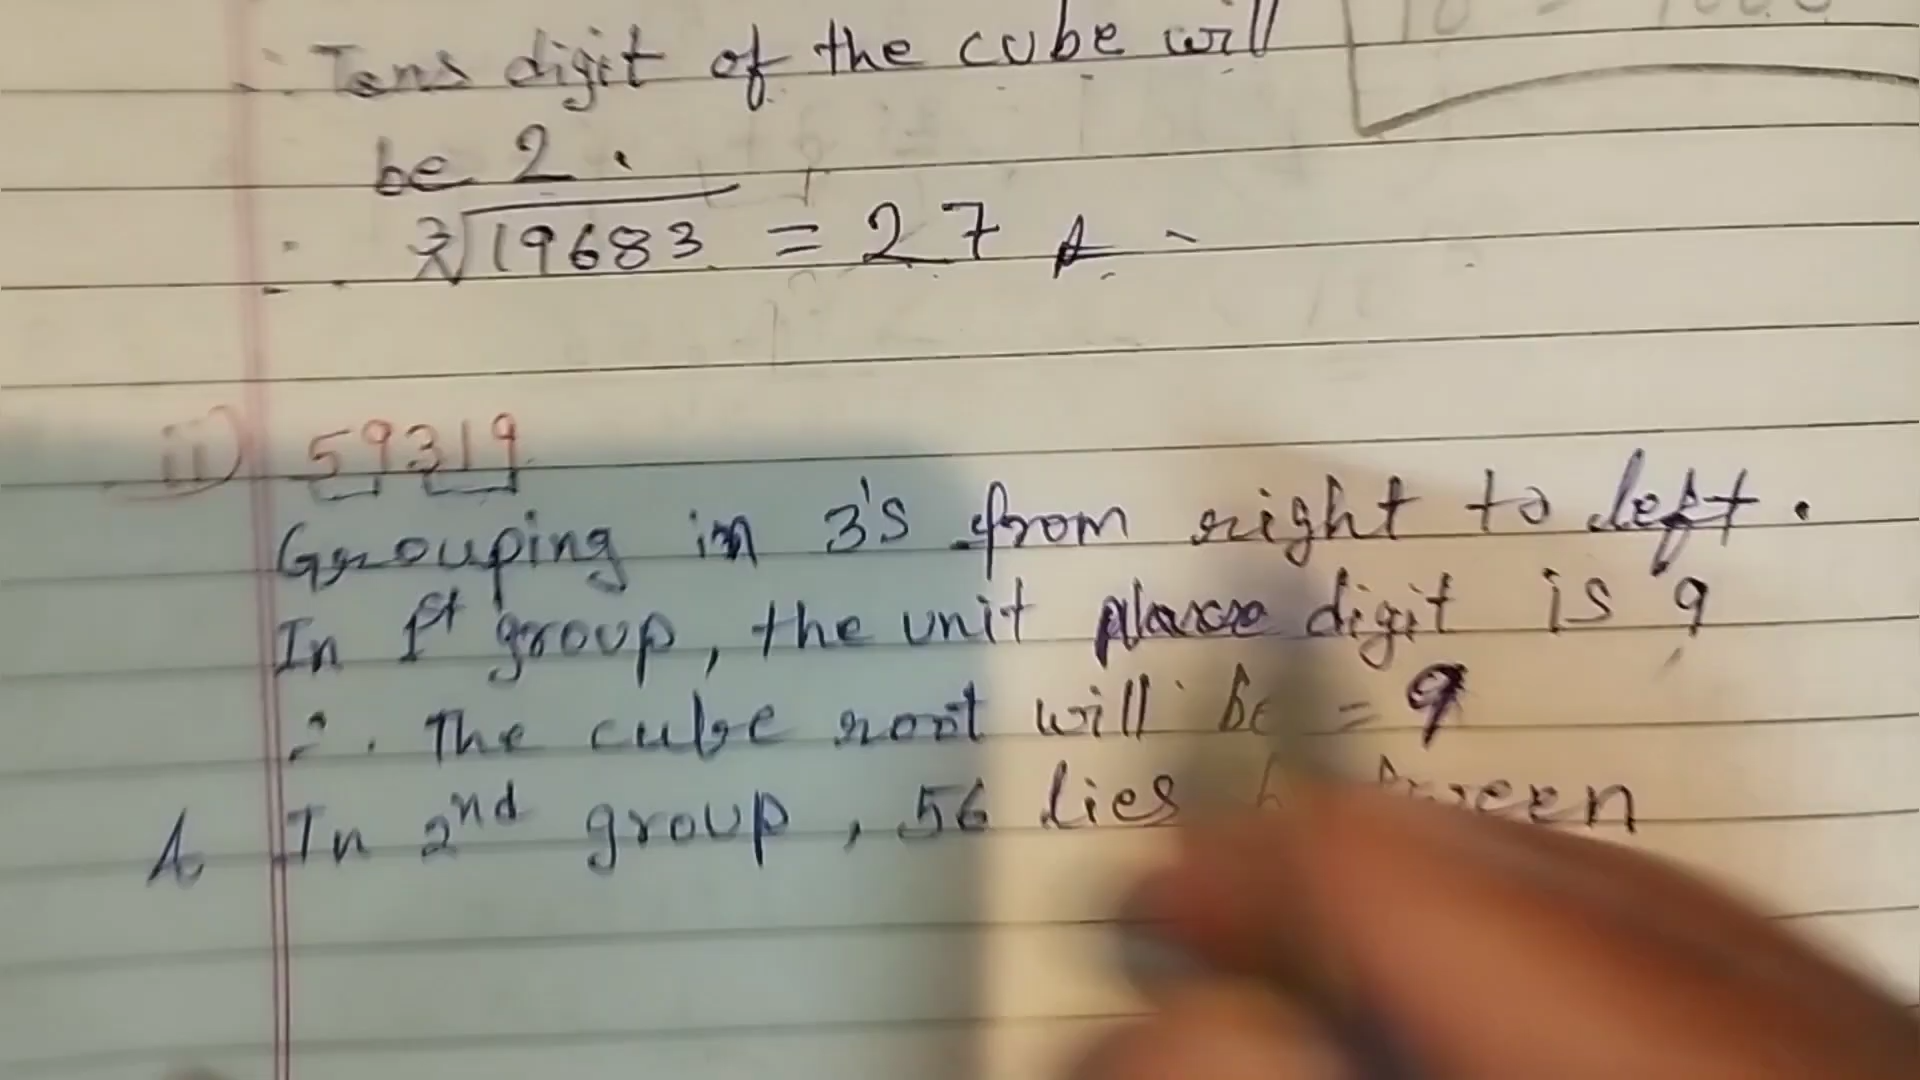 ∴ Tens digit of the cube will
be 2.
∛19683 = 27
ii) 59319
Grouping in 3's from right to left.
In 1st group, the unit place digit is 9
∴ The cube root will be = 9
In 2nd group, 56 lies between